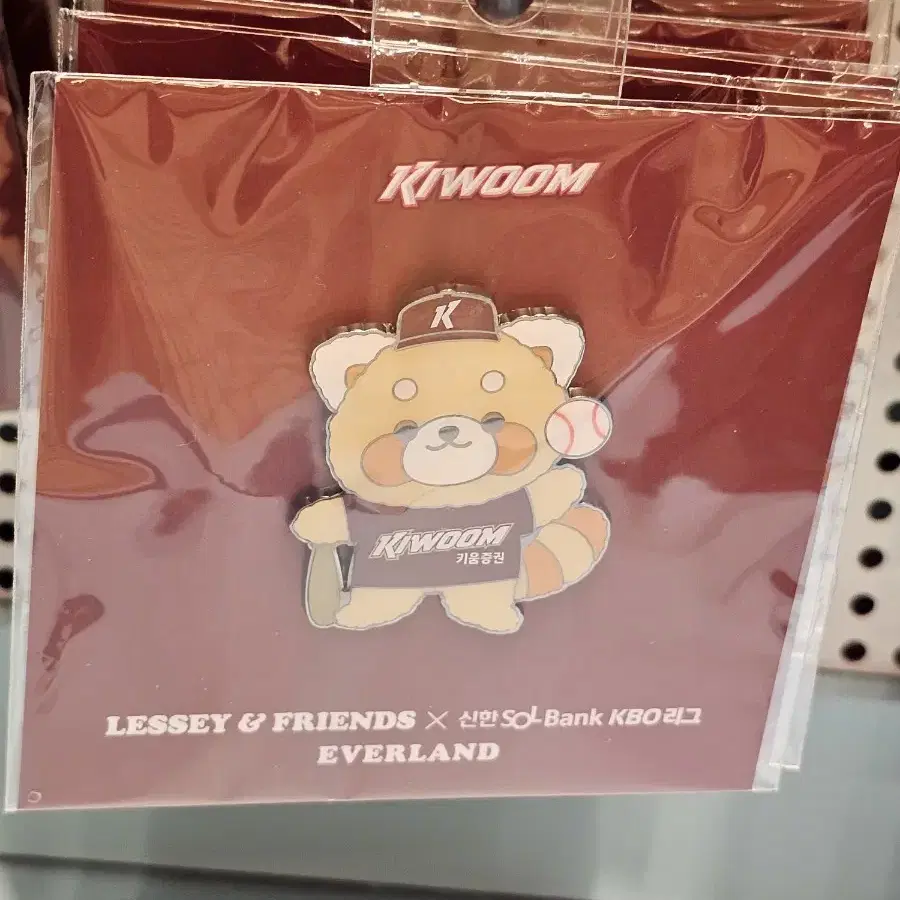 KIWOOM
K
KIWOOM
키움증권
LESSEY & FRIENDS × 신한 SOL Bank KBO 리그
EVERLAND